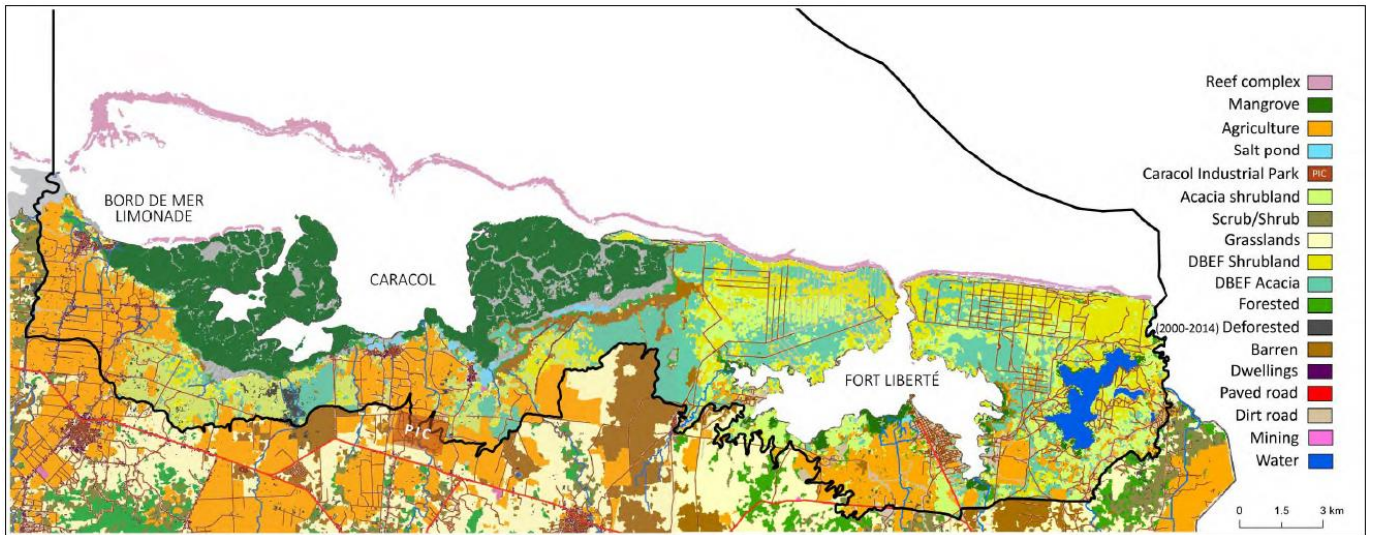 BORD DE MER
LIMONADE
CARACOL
FORT LIBERTÉ
PIC
Reef complex
Mangrove
Agriculture
Salt pond
Caracol Industrial Park PIC
Acacia shrubland
Scrub/Shrub
Grasslands
DBEF Shrubland
DBEF Acacia
Forested
(2000-2014) Deforested
Barren
Dwellings
Paved road
Dirt road
Mining
Water
0 1.5 3 km